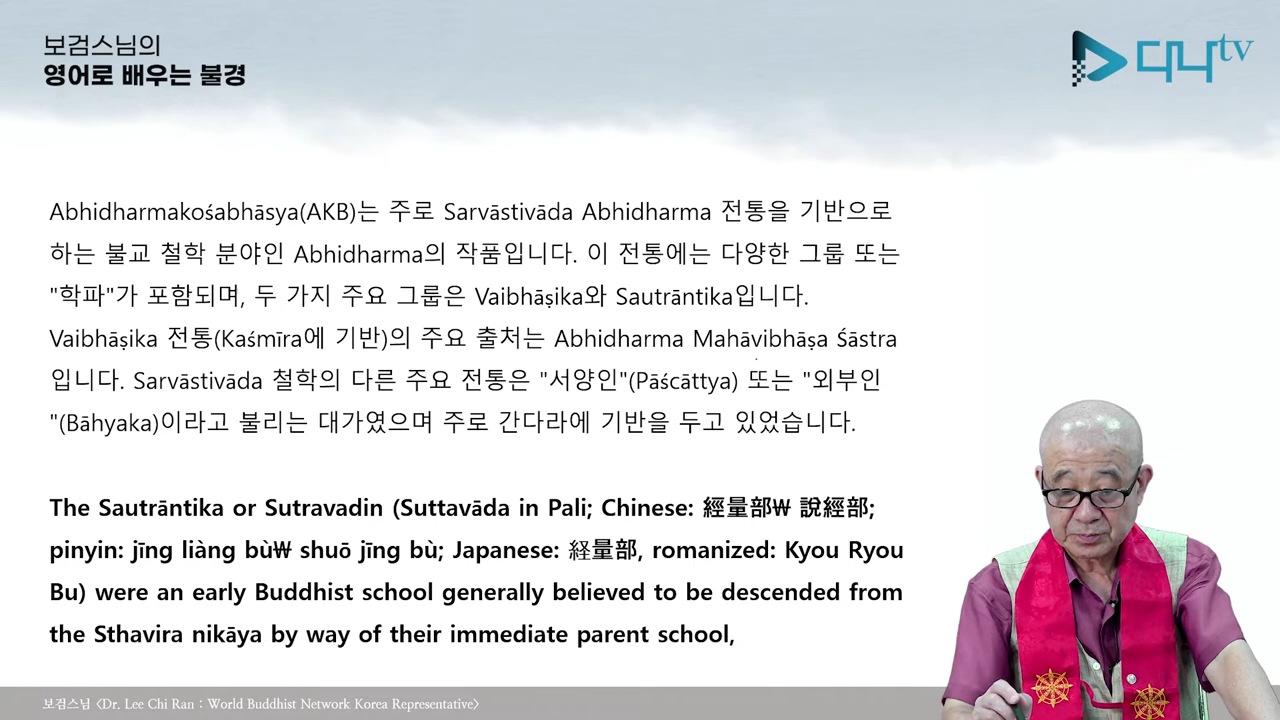 보검스님의
영어로 배우는 불경
다나tv
Abhidharmakośabhāsya(AKB)는 주로 Sarvāstivāda Abhidharma 전통을 기반으로
하는 불교 철학 분야인 Abhidharma의 작품입니다. 이 전통에는 다양한 그룹 또는
"학파"가 포함되며, 두 가지 주요 그룹은 Vaibhāṣika와 Sautrāntika입니다.
Vaibhāṣika 전통(Kaśmīra에 기반)의 주요 출처는 Abhidharma Mahāvibhāṣa Śāstra
입니다. Sarvāstivāda 철학의 다른 주요 전통은 "서양인"(Pāścāttya) 또는 "외부인
"(Bāhyaka)이라고 불리는 대가였으며 주로 간다라에 기반을 두고 있었습니다.
The Sautrāntika or Sutravadin (Suttavāda in Pali; Chinese: 經量部₩ 說經部;
pinyin: jīng liàng bù₩ shuō jīng bù; Japanese: 経量部, romanized: Kyou Ryou
Bu) were an early Buddhist school generally believed to be descended from
the Sthavira nikāya by way of their immediate parent school,
보검스님 <Dr. Lee Chi Ran : World Buddhist Network Korea Representative>